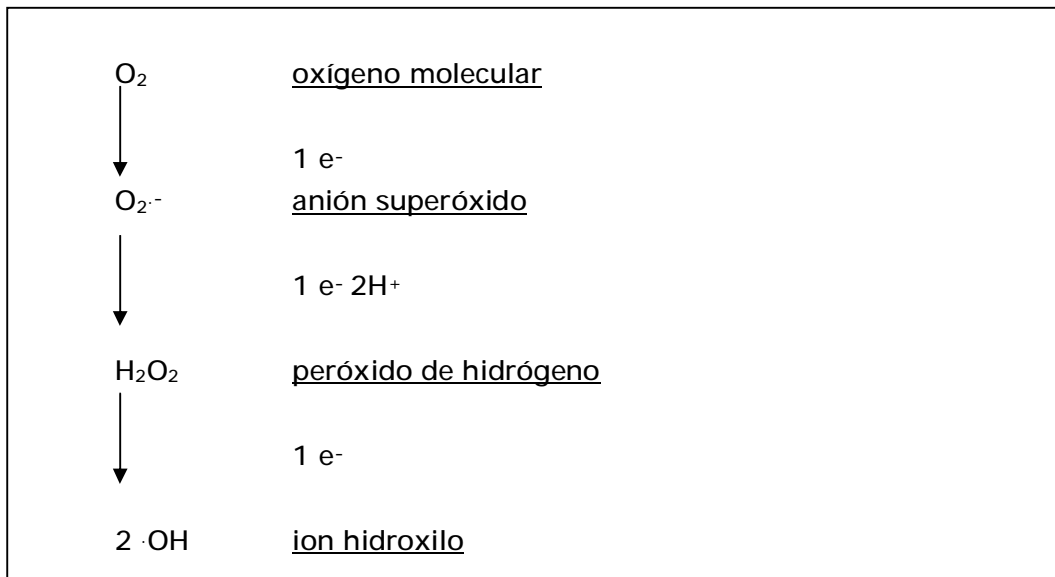 O₂ oxígeno molecular
1 e⁻
O₂·⁻ anión superóxido
1 e⁻ 2H⁺
H₂O₂ peróxido de hidrógeno
1 e⁻
2 ·OH ion hidroxilo